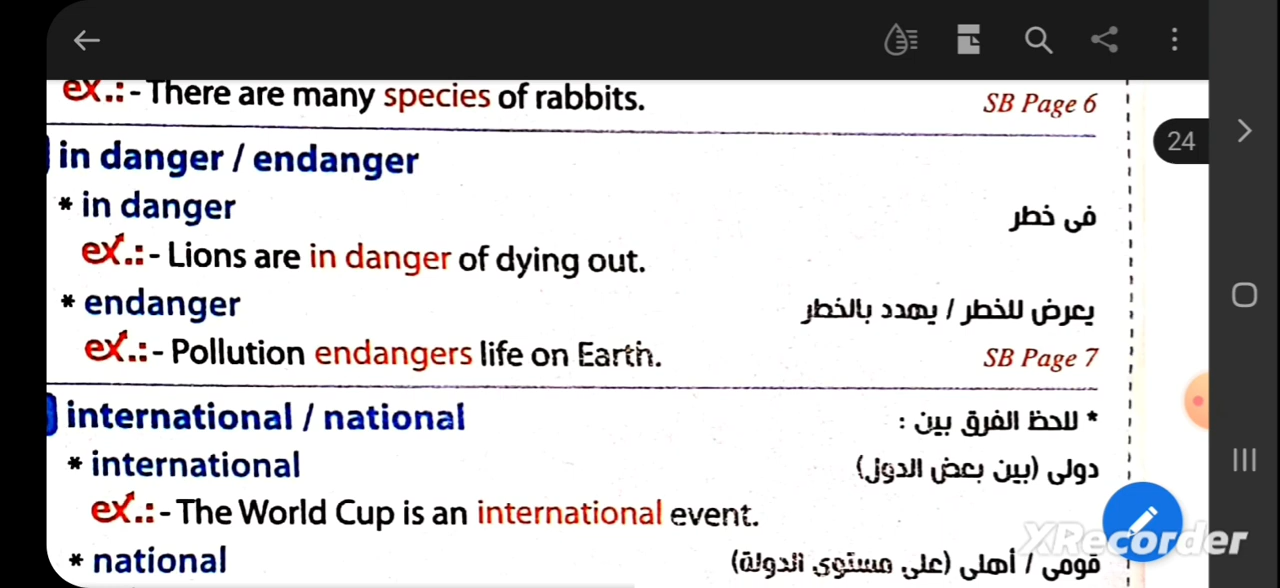 ex.: - There are many species of rabbits. SB Page 6
in danger / endanger
* in danger فى خطر
ex.: - Lions are in danger of dying out.
* endanger يعرض للخطر / يهدد بالخطر
ex.: - Pollution endangers life on Earth. SB Page 7
international / national * للحظ الفرق بين :
* international دولى (بين بعض الدول)
ex.: - The World Cup is an international event.
* national قومى / أهلى (على مستوى الدولة)
24
XRecorder